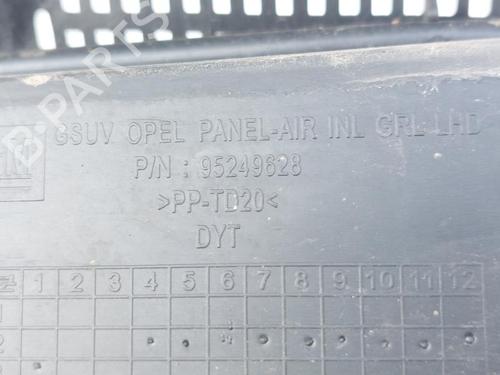 GM
GSUV OPEL PANEL-AIR INL GRL LHD
P/N : 95249628
>PP-TD20<
DYT
1 2 3 4 5 6 7 8 9 10 11 12